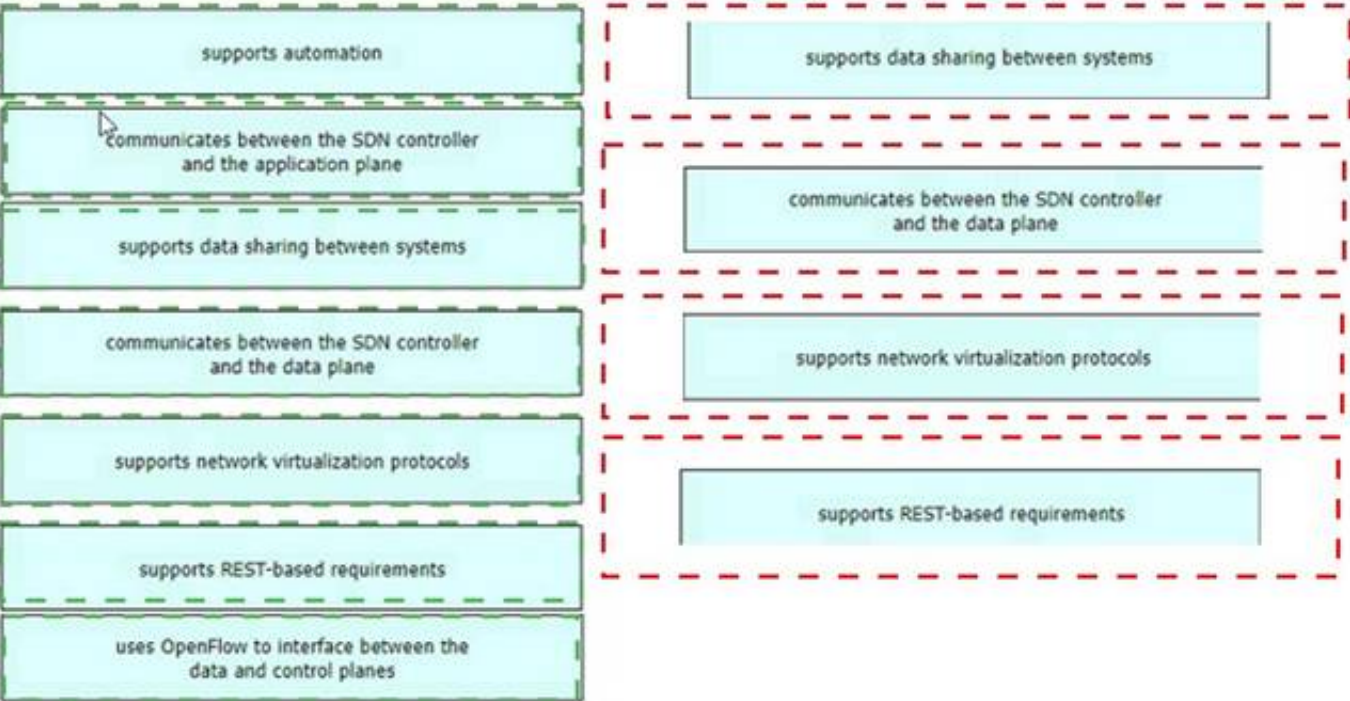 supports automation
communicates between the SDN controller
and the application plane
supports data sharing between systems
communicates between the SDN controller
and the data plane
supports network virtualization protocols
supports REST-based requirements
uses OpenFlow to interface between the
data and control planes
supports data sharing between systems
communicates between the SDN controller
and the data plane
supports network virtualization protocols
supports REST-based requirements